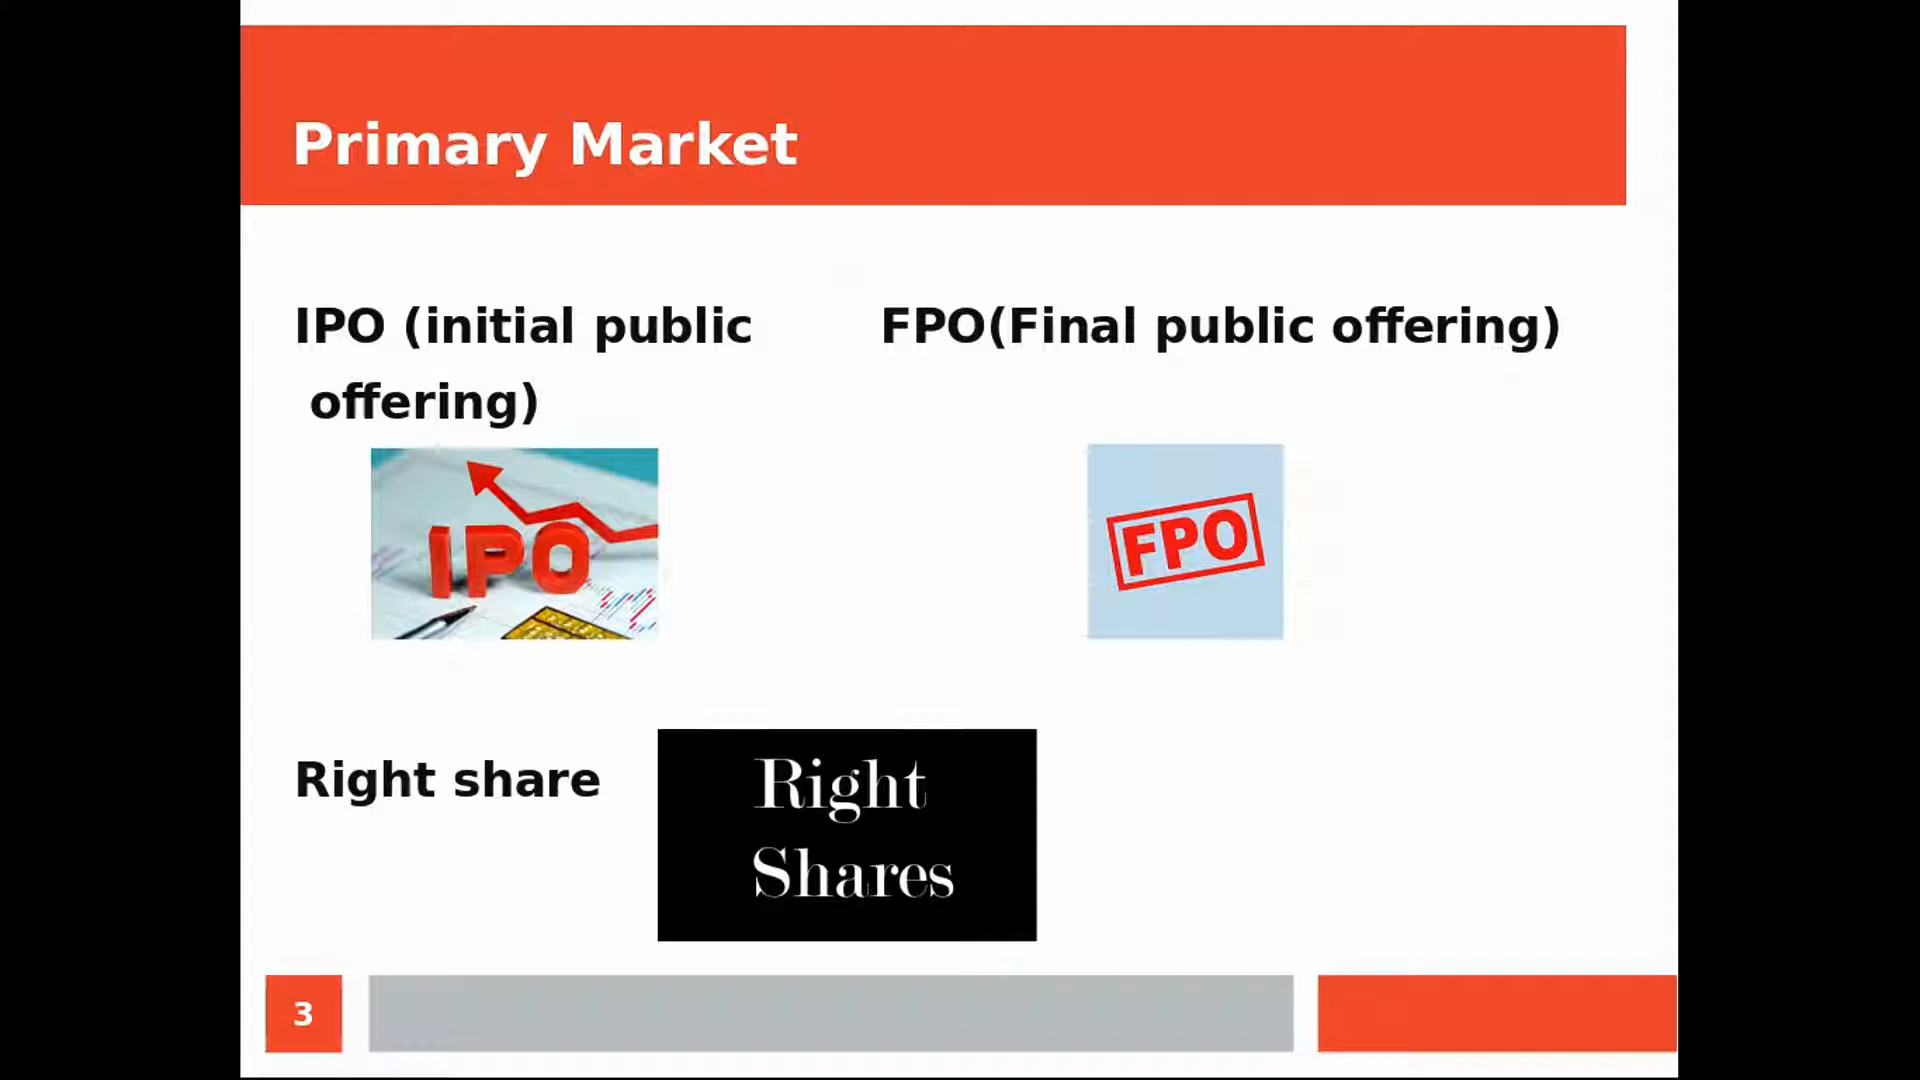 Primary Market
IPO (initial public
offering)
FPO(Final public offering)
IPO
FPO
Right share
Right
Shares
3